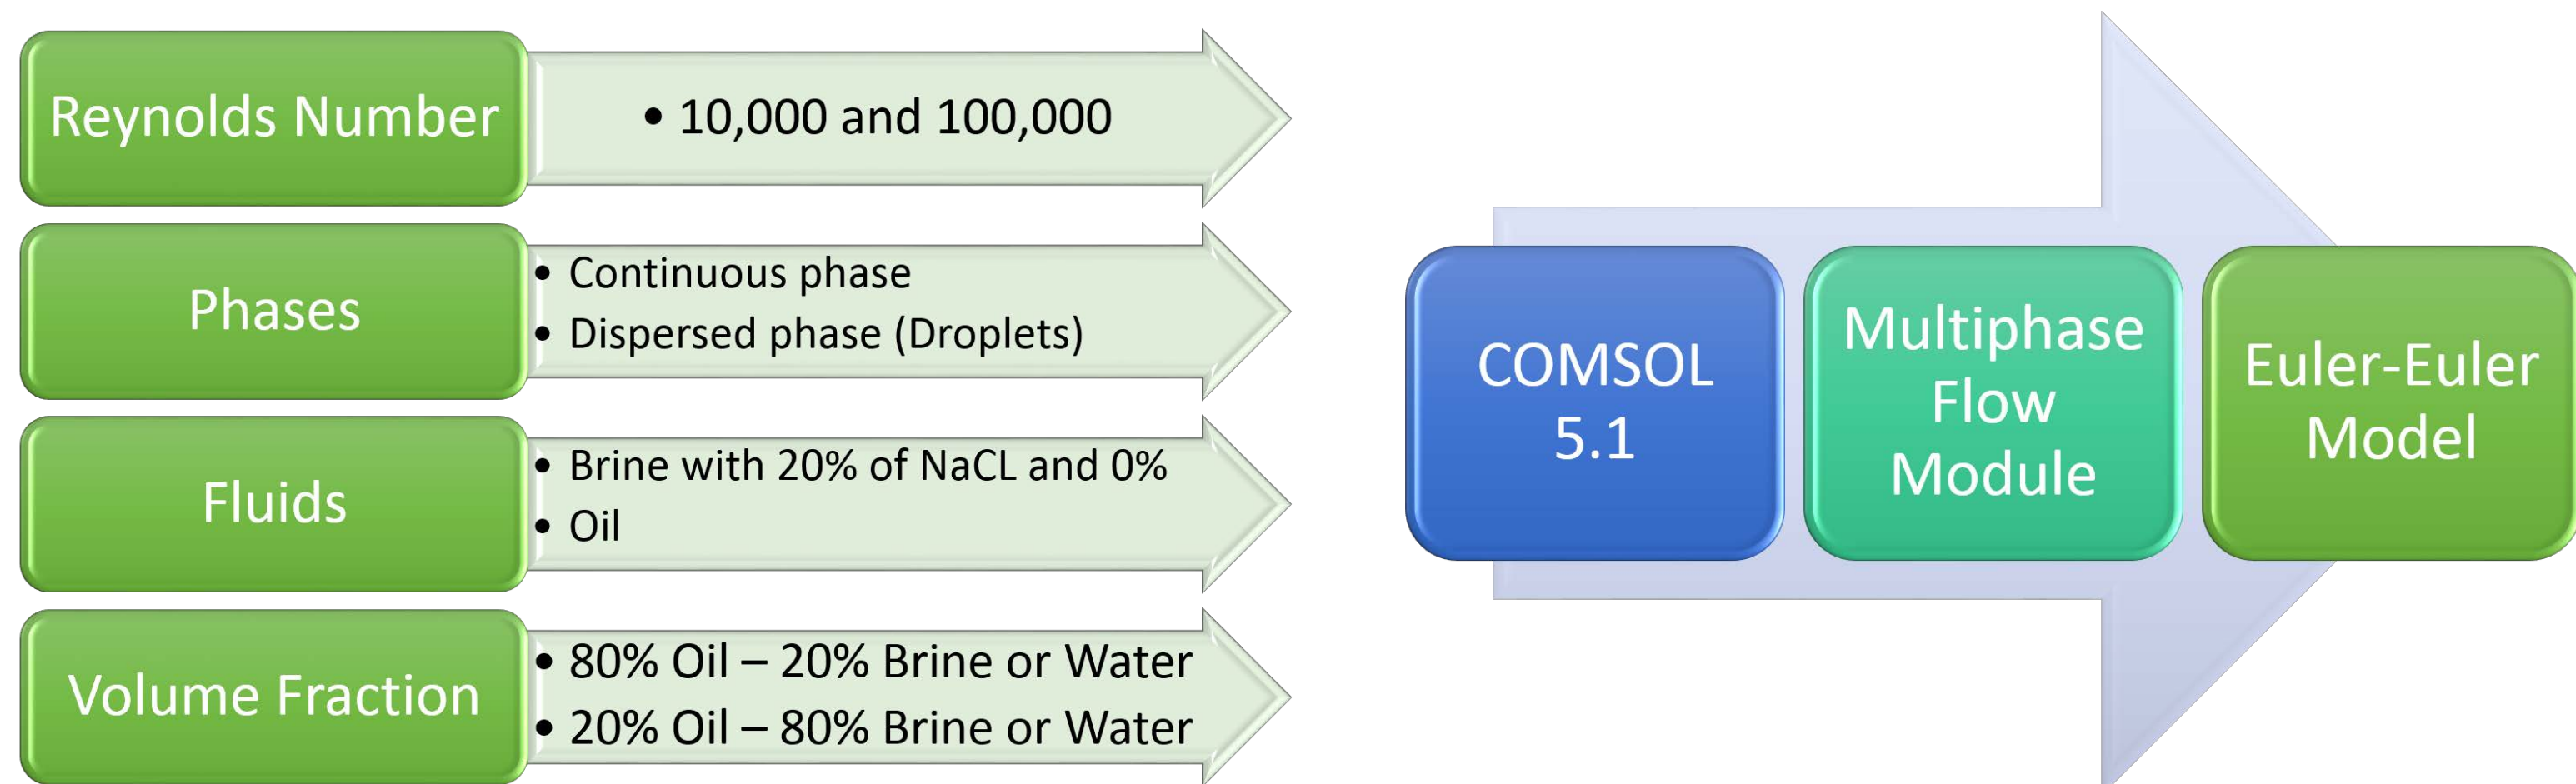 Reynolds Number
• 10,000 and 100,000
Phases
• Continuous phase
• Dispersed phase (Droplets)
Fluids
• Brine with 20% of NaCL and 0%
• Oil
Volume Fraction
• 80% Oil – 20% Brine or Water
• 20% Oil – 80% Brine or Water
COMSOL
5.1
Multiphase
Flow
Module
Euler-Euler
Model